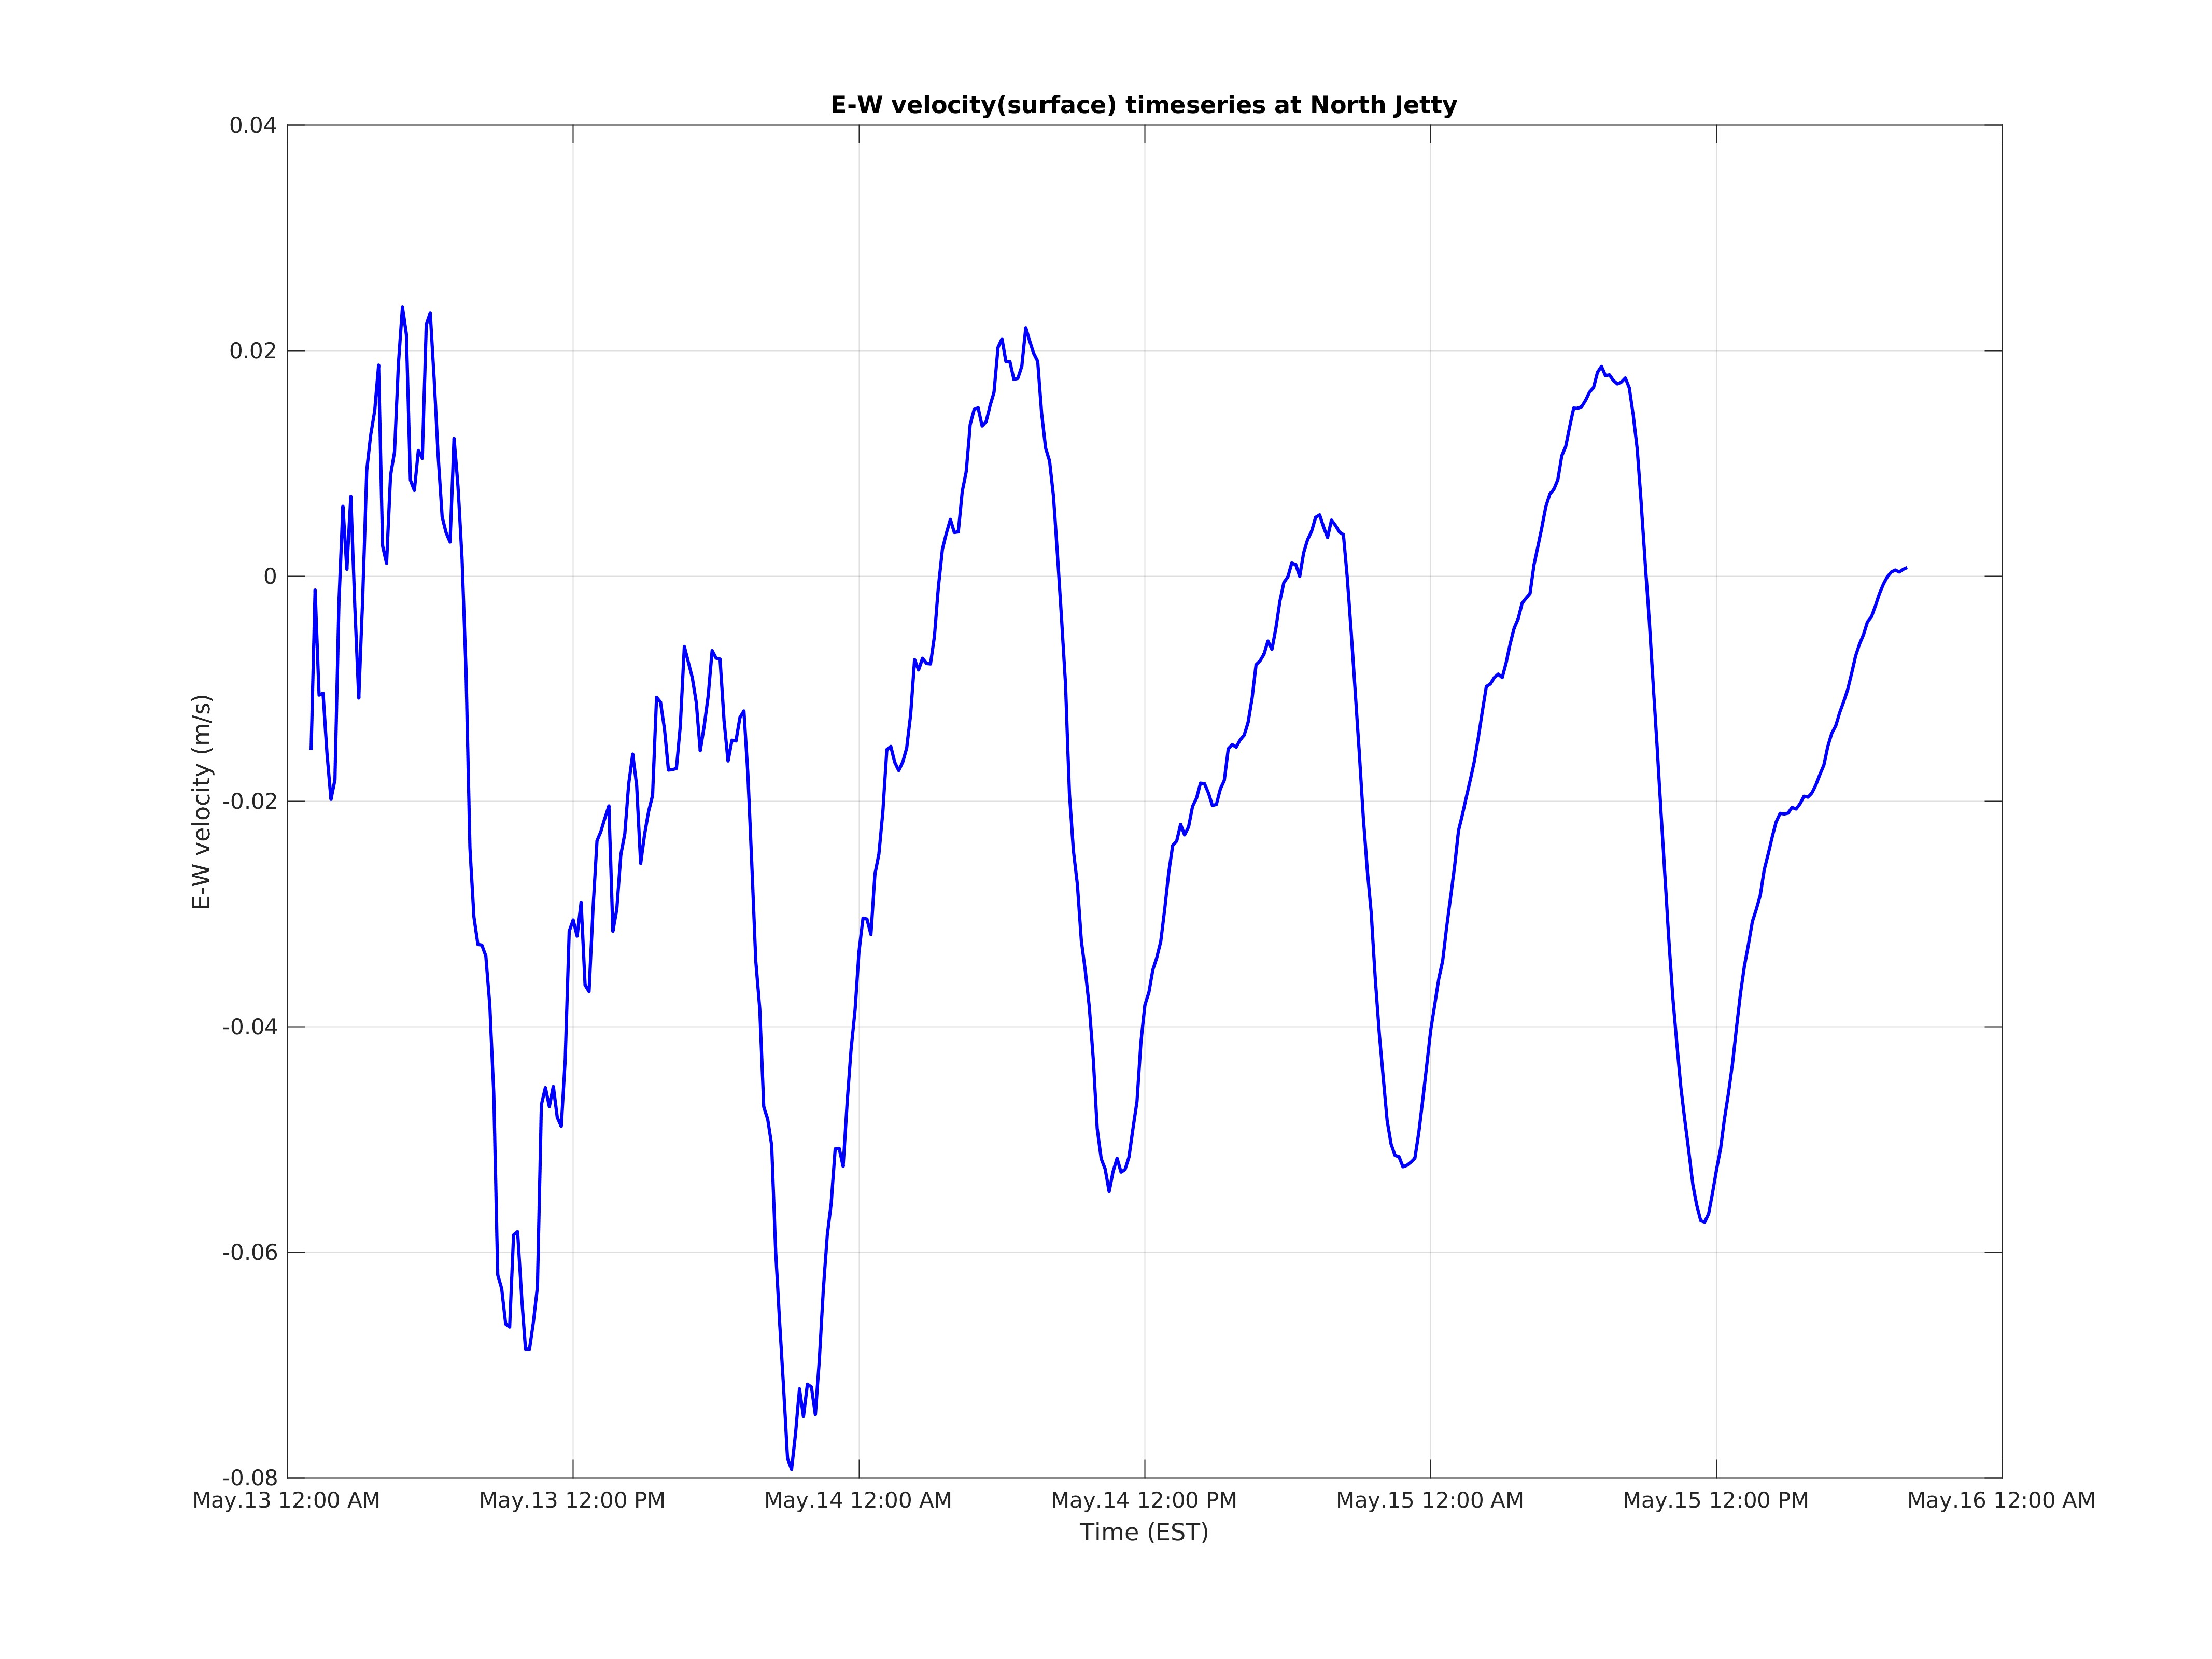 E-W velocity(surface) timeseries at North Jetty
E-W velocity (m/s)
0.04
0.02
0
-0.02
-0.04
-0.06
-0.08
May.13 12:00 AM May.13 12:00 PM May.14 12:00 AM May.14 12:00 PM May.15 12:00 AM May.15 12:00 PM May.16 12:00 AM
Time (EST)